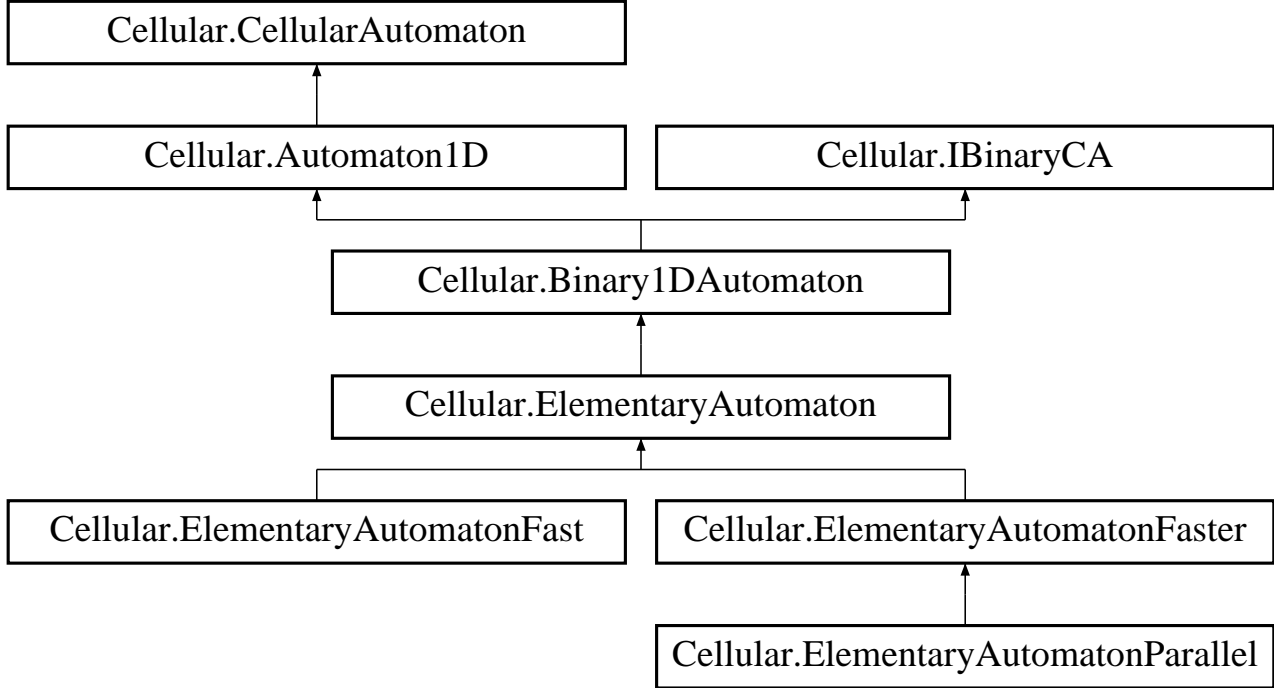 Cellular.CellularAutomaton
Cellular.Automaton1D
Cellular.IBinaryCA
Cellular.Binary1DAutomaton
Cellular.ElementaryAutomaton
Cellular.ElementaryAutomatonFast
Cellular.ElementaryAutomatonFaster
Cellular.ElementaryAutomatonParallel